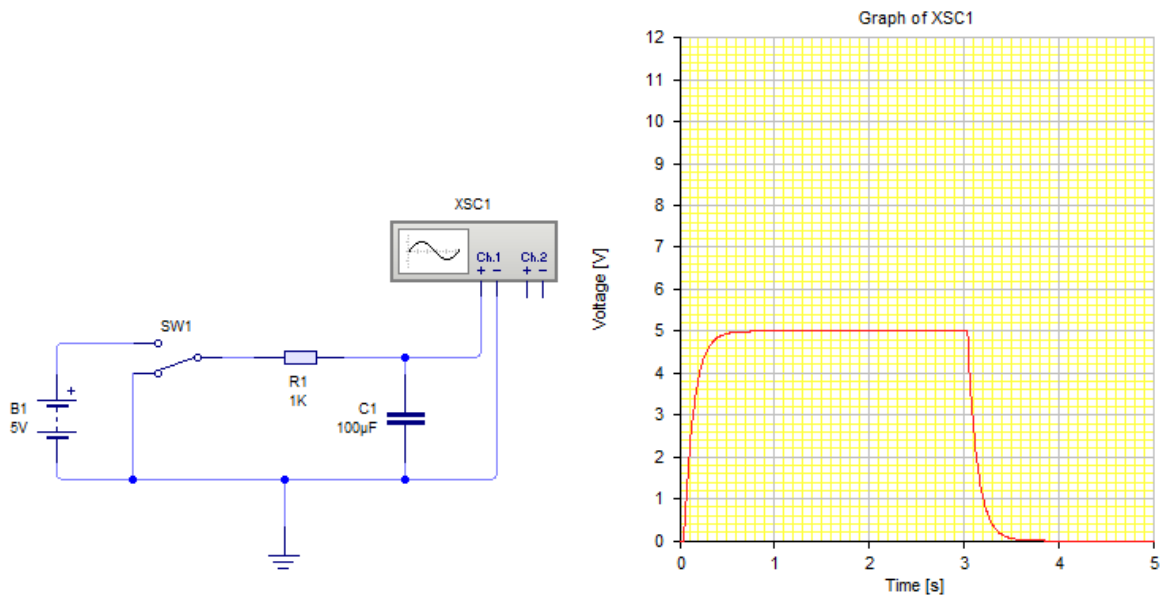 XSC1
Ch.1 Ch.2
+ − + −
SW1
+
B1
5V
R1
1K
C1
100µF
Graph of XSC1
Voltage [V]
12
11
10
9
8
7
6
5
4
3
2
1
0
0 1 2 3 4 5
Time [s]